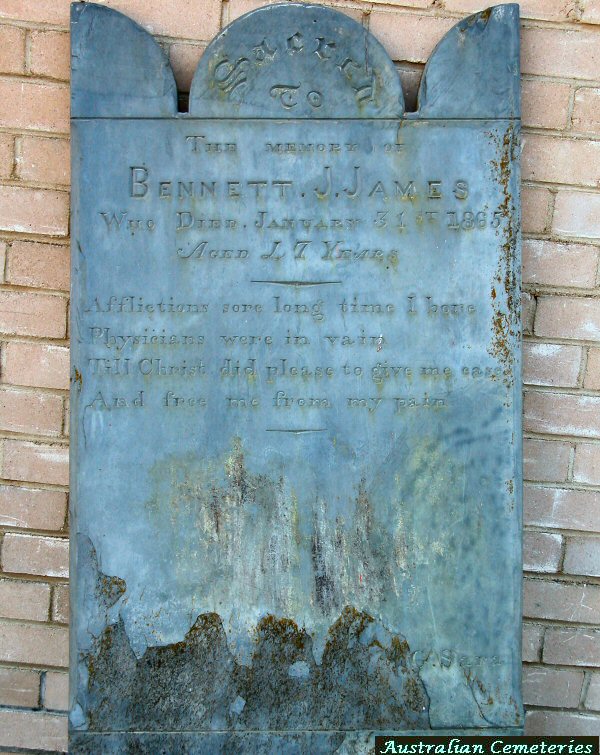 Sacred
To
THE MEMORY OF
BENNETT. J. JAMES
WHO DIED. JANUARY 31ST 1865
AGED 17 YEARS
Afflictions sore long time I bore
Physicians were in vain
Till Christ did please to give me ease
And free me from my pain
G. Sara
Australian Cemeteries